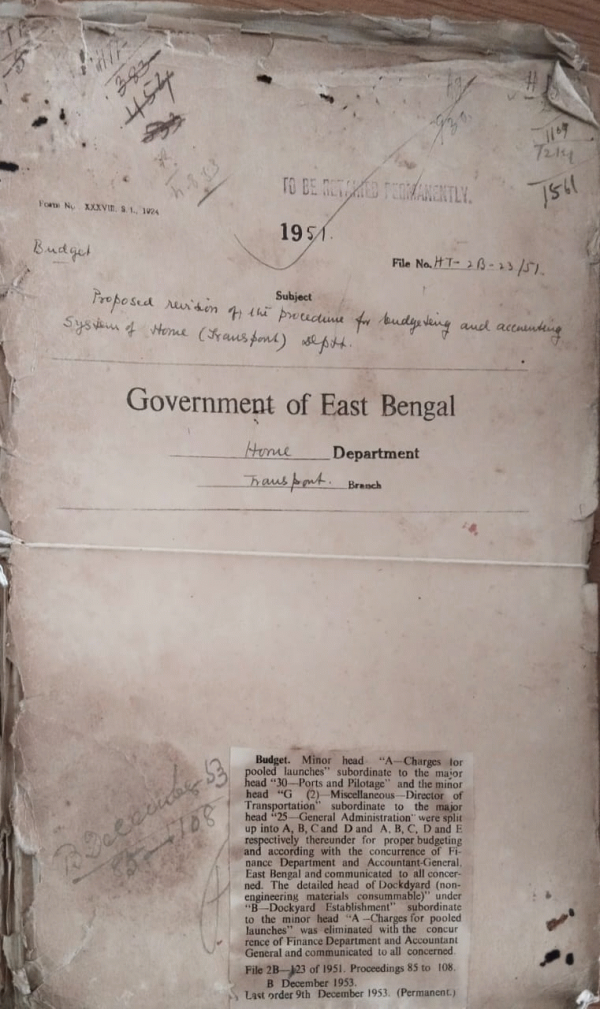 HTT
383
454
1109
7214
1561
TO BE RETAINED PERMANENTLY.
Form No. XXXVIII. B 1., 1924
1951.
Budget
File No. HT-2B-23/51.
Subject
Proposed revision of the procedure for budgeting and accounting
System of Home (Transport) Deptt.
Government of East Bengal
Home Department
Transport. Branch
B December 53
108
Budget. Minor head "A—Charges for
pooled launches" subordinate to the major
head "30—Ports and Pilotage" and the minor
head "G (2)—Miscellaneous—Director of
Transportation" subordinate to the major
head "25—General Administration" were split
up into A, B, C and D and A, B, C, D and E
respectively thereunder for proper budgeting
and according with the concurrence of Fi-
nance Department and Accountant-General,
East Bengal and communicated to all concer-
ned. The detailed head of Dockdyard (non-
engineering materials consummable)" under
"B—Dockyard Establishment" subordinate
to the minor head "A—Charges for pooled
launches" was eliminated with the concur
rence of Finance Department and Accountant
General and communicated to all concerned.
File 2B—23 of 1951. Proceedings 85 to 108.
B December 1953.
Last order 9th December 1953. (Permanent.)